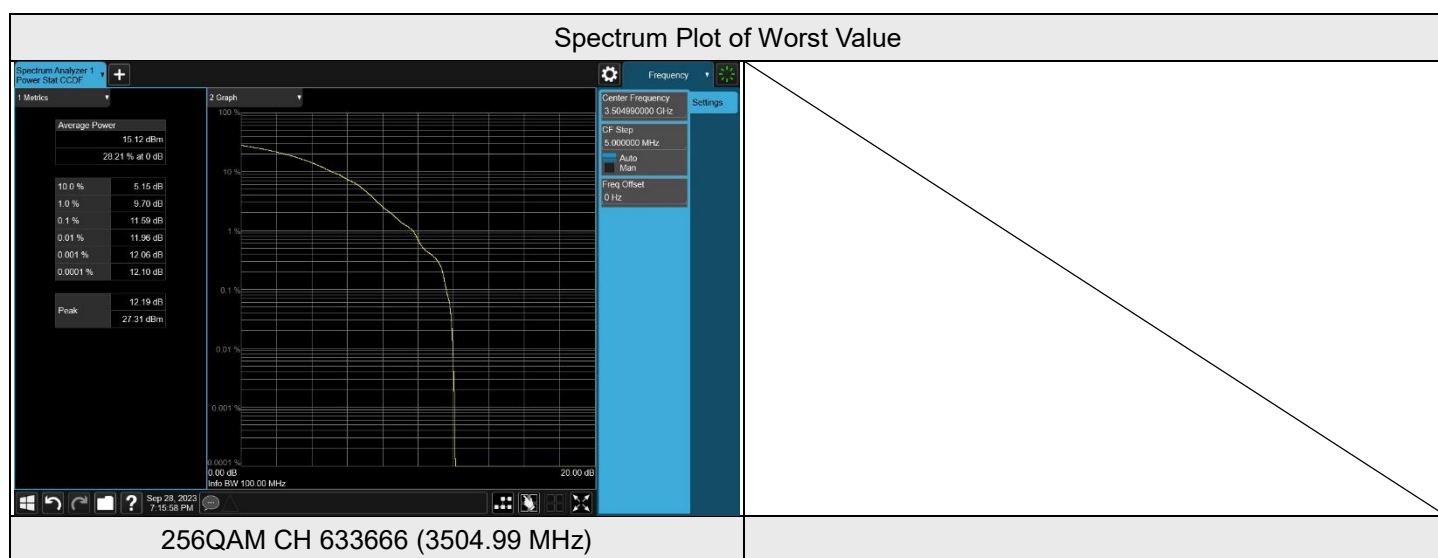 Spectrum Plot of Worst Value
Spectrum Analyzer 1
Power Stat CCDF
+
Frequency
1 Metrics
2 Graph
Center Frequency
3.504990000 GHz
Settings
CF Step
5.000000 MHz
Auto
Man
Freq Offset
0 Hz
Average Power
15.12 dBm
28.21 % at 0 dB
10.0 % 5.15 dB
1.0 % 9.70 dB
0.1 % 11.59 dB
0.01 % 11.96 dB
0.001 % 12.06 dB
0.0001 % 12.10 dB
Peak 12.19 dB
27.31 dBm
100 %
10 %
1 %
0.1 %
0.01 %
0.001 %
0.0001 %
0.00 dB 20.00 dB
Info BW 100.00 MHz
? Sep 28, 2023
7:15:58 PM
256QAM CH 633666 (3504.99 MHz)